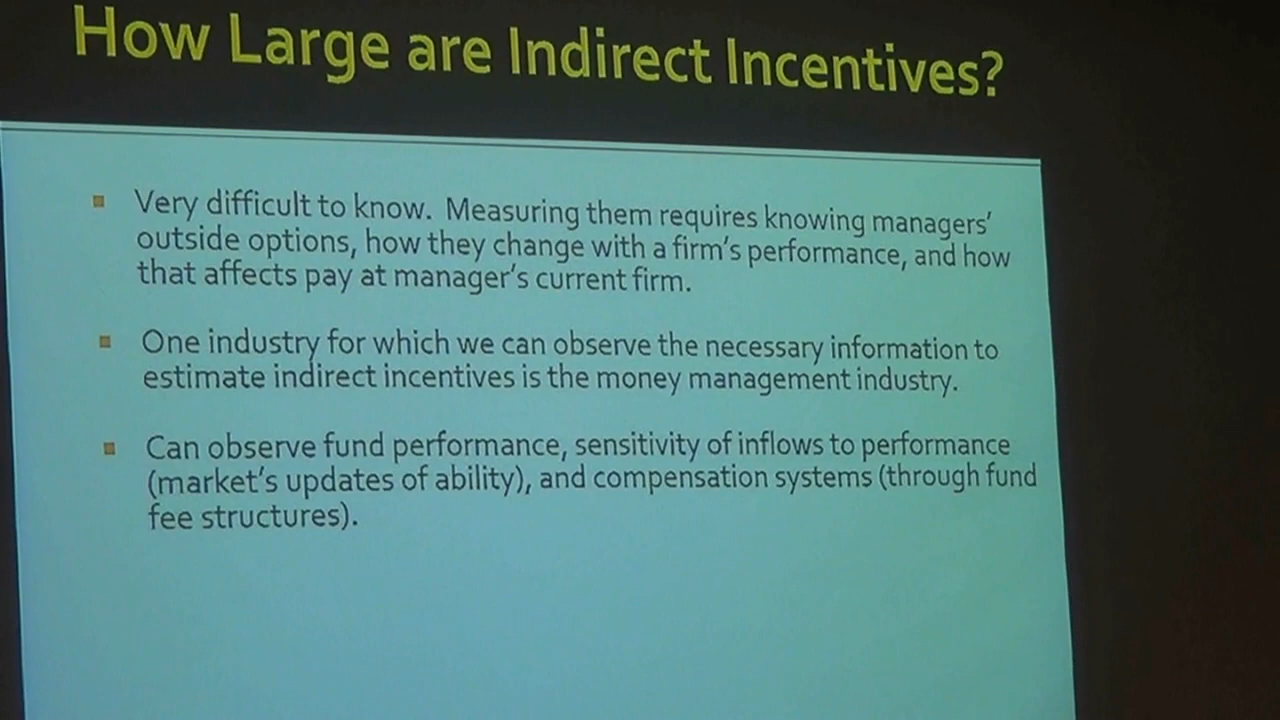 How Large are Indirect Incentives?
Very difficult to know. Measuring them requires knowing managers'
outside options, how they change with a firm's performance, and how
that affects pay at manager's current firm.
One industry for which we can observe the necessary information to
estimate indirect incentives is the money management industry.
Can observe fund performance, sensitivity of inflows to performance
(market's updates of ability), and compensation systems (through fund
fee structures).